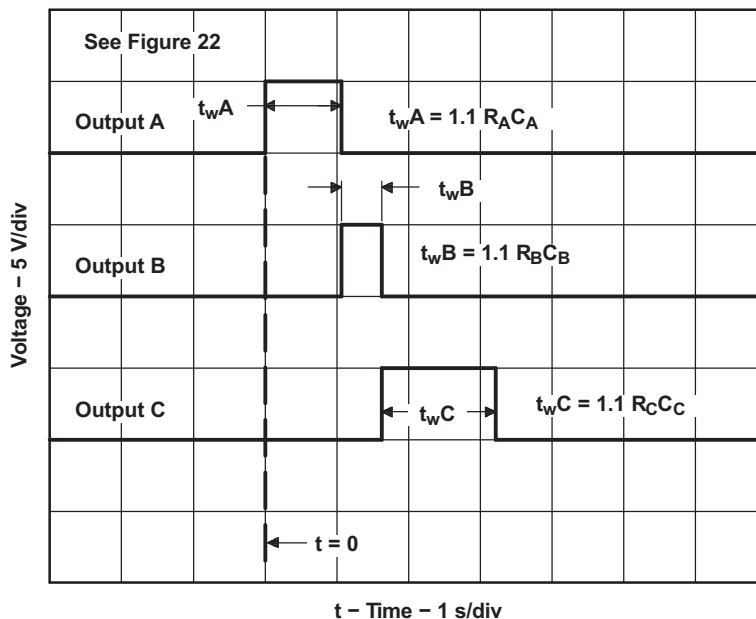 See Figure 22
twA
Output A
twA = 1.1 RACA
twB
Output B
twB = 1.1 RBCB
Output C
twC
twC = 1.1 RCCC
t = 0
Voltage − 5 V/div
t − Time − 1 s/div